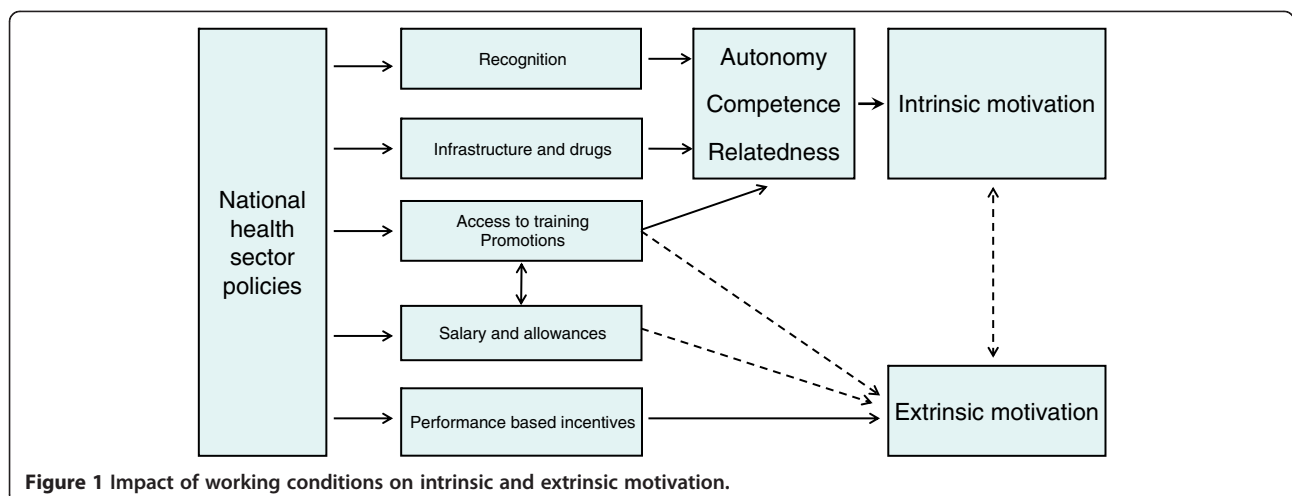 National
health
sector
policies
Recognition
Infrastructure and drugs
Access to training
Promotions
Salary and allowances
Performance based incentives
Autonomy
Competence
Relatedness
Intrinsic motivation
Extrinsic motivation
Figure 1 Impact of working conditions on intrinsic and extrinsic motivation.